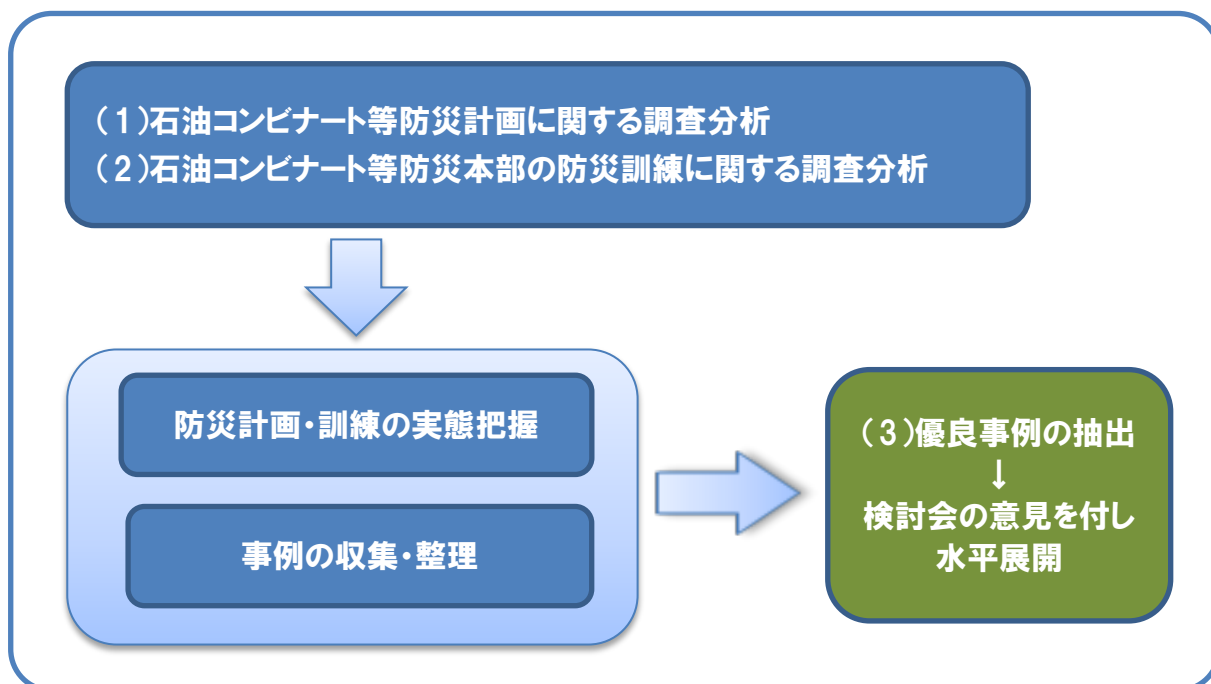 （1）石油コンビナート等防災計画に関する調査分析
（2）石油コンビナート等防災本部の防災訓練に関する調査分析
防災計画・訓練の実態把握
事例の収集・整理
（3）優良事例の抽出
↓
検討会の意見を付し
水平展開